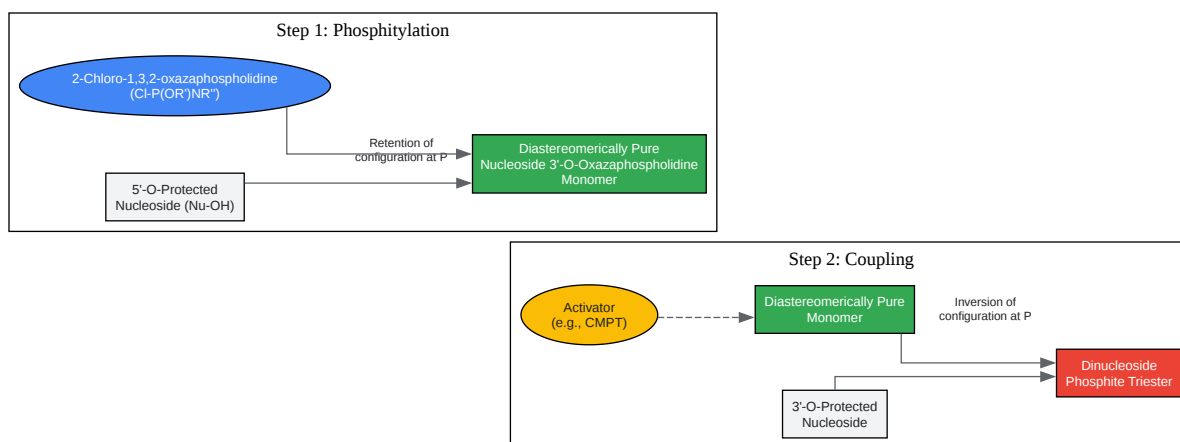 Step 1: Phosphitylation
2-Chloro-1,3,2-oxazaphospholidine
(Cl-P(OR')NR'')
Retention of
configuration at P
Diastereomerically Pure
Nucleoside 3'-O-Oxazaphospholidine
Monomer
5'-O-Protected
Nucleoside (Nu-OH)
Step 2: Coupling
Activator
(e.g., CMPT)
Diastereomerically Pure
Monomer
Inversion of
configuration at P
Dinucleoside
Phosphite Triester
3'-O-Protected
Nucleoside